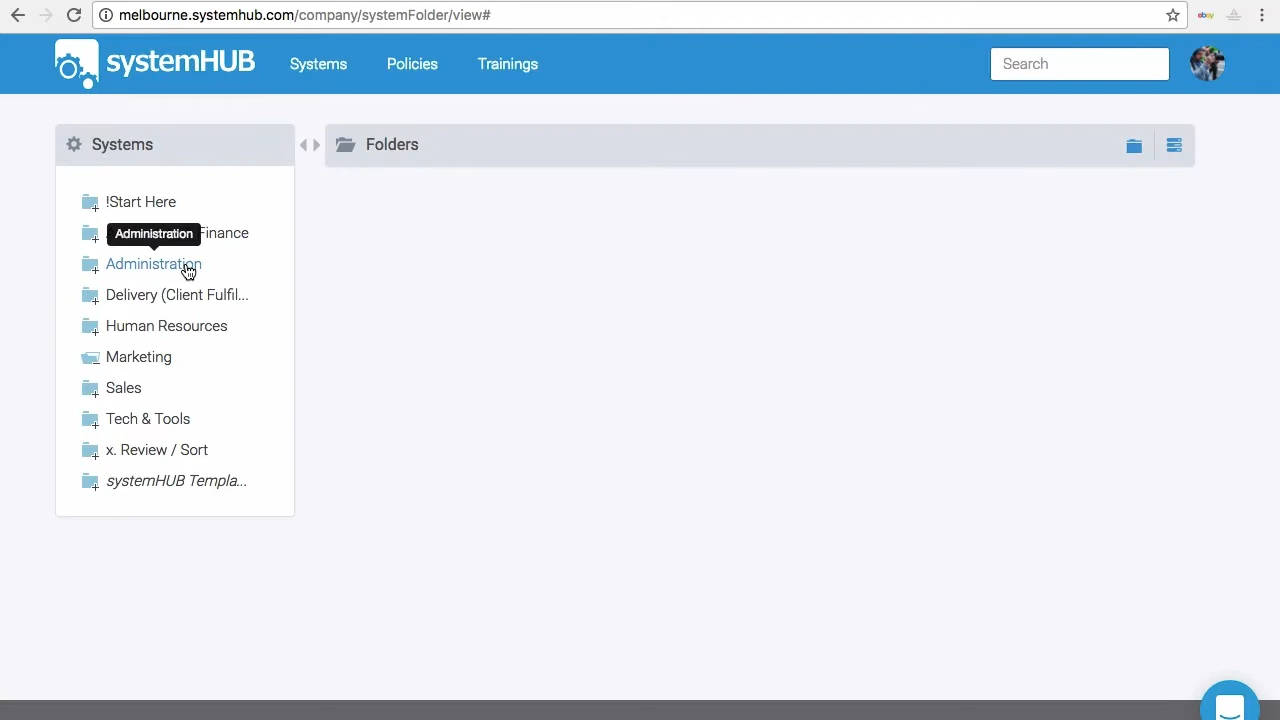 melbourne.systemhub.com/company/systemFolder/view#
ebay
systemHUB Systems Policies Trainings Search
Systems Folders
!Start Here
Administration Finance
Administration
Delivery (Client Fulfil...
Human Resources
Marketing
Sales
Tech & Tools
x. Review / Sort
systemHUB Templa...